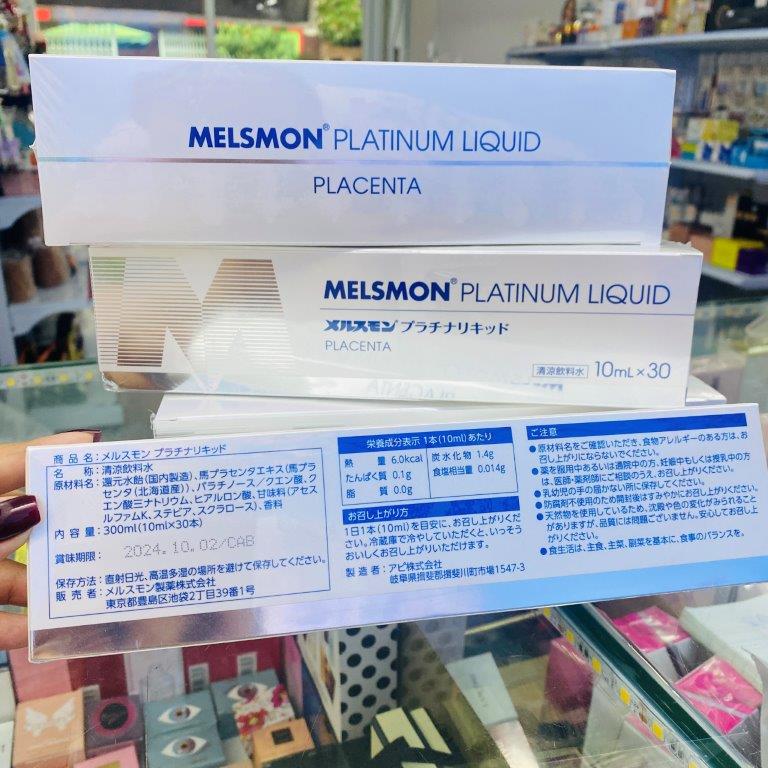 MELSMON® PLATINUM LIQUID
PLACENTA
MELSMON® PLATINUM LIQUID
メルスモン® プラチナリキッド
PLACENTA
清涼飲料水 10mL×30
商品名:メルスモン プラチナリキッド
名称:清涼飲料水
原材料名:還元水飴(国内製造)、馬プラセンタエキス(馬プラ
センタ(北海道産))、パラチノース/クエン酸、ク
エン酸三ナトリウム、ヒアルロン酸、甘味料(アセス
ルファムK、ステビア、スクラロース)、香料
内容量:300ml(10ml×30本)
賞味期限:2024.10.02/CAB
保存方法:直射日光、高温多湿の場所を避けて保存してください。
販売者:メルスモン製薬株式会社
東京都豊島区池袋2丁目39番1号
栄養成分表示 1本(10ml)あたり
熱量 6.0kcal 炭水化物 1.4g
たんぱく質 0.1g 食塩相当量 0.014g
脂質 0.0g
お召し上がり方
1日1本(10ml)を目安に、お召し上がりくだ
さい。冷蔵庫で冷やしていただくと、いっそう
おいしくお召し上がりいただけます。
製造者:アピ株式会社
岐阜県揖斐郡揖斐川町市場1547-3
ご注意
●原材料名をご確認いただき、食物アレルギーのある方は、お
召し上がりにならないでください。
●薬を服用中あるいは通院中の方、妊娠中もしくは授乳中の方
は、医師・薬剤師にご相談のうえ、お召し上がりください。
●乳幼児の手の届かない所に保存してください。
●防腐剤不使用のため開封後はすみやかにお召し上がりください。
●天然物を使用しているため、沈殿や色の変化がみられること
がありますが、品質には問題ございません。安心してお召し上
がりください。
●食生活は、主食、主菜、副菜を基本に、食事のバランスを。